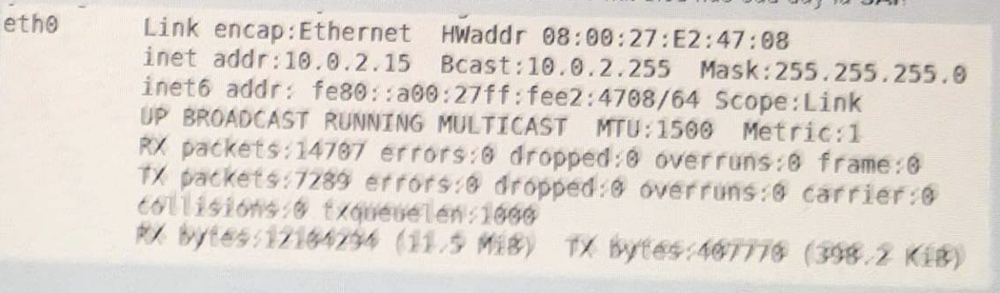 eth0 Link encap:Ethernet HWaddr 08:00:27:E2:47:08
inet addr:10.0.2.15 Bcast:10.0.2.255 Mask:255.255.255.0
inet6 addr: fe80::a00:27ff:fee2:4708/64 Scope:Link
UP BROADCAST RUNNING MULTICAST MTU:1500 Metric:1
RX packets:14707 errors:0 dropped:0 overruns:0 frame:0
TX packets:7289 errors:0 dropped:0 overruns:0 carrier:0
collisions:0 txqueuelen:1000
RX bytes:12104294 (11.5 MiB) TX bytes:407770 (398.2 KiB)